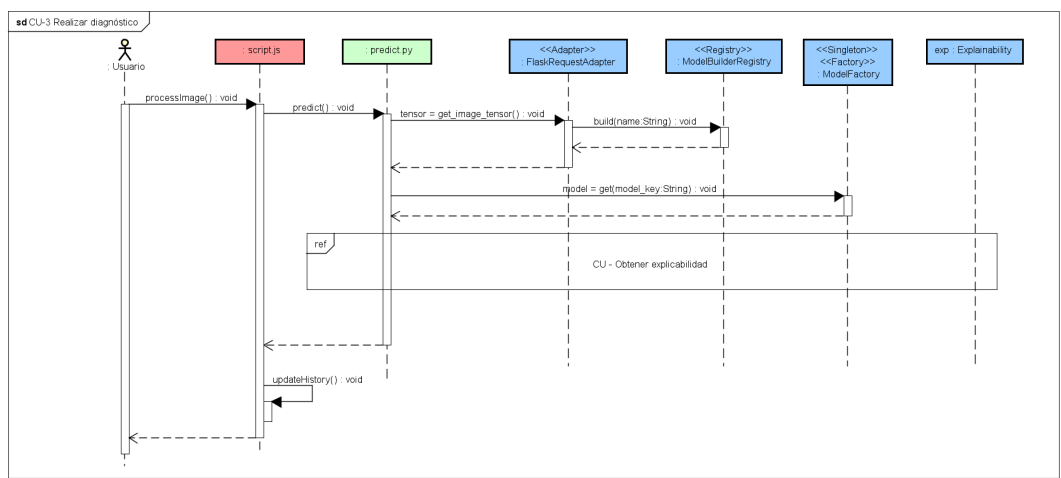 sd CU-3 Realizar diagnóstico
: Usuario
: script.js
: predict.py
<<Adapter>>
: FlaskRequestAdapter
<<Registry>>
: ModelBuilderRegistry
<<Singleton>>
<<Factory>>
: ModelFactory
exp : Explainability
processImage() : void
predict() : void
tensor = get_image_tensor() : void
build(name:String) : void
model = get(model_key:String) : void
ref
CU - Obtener explicabilidad
updateHistory() : void